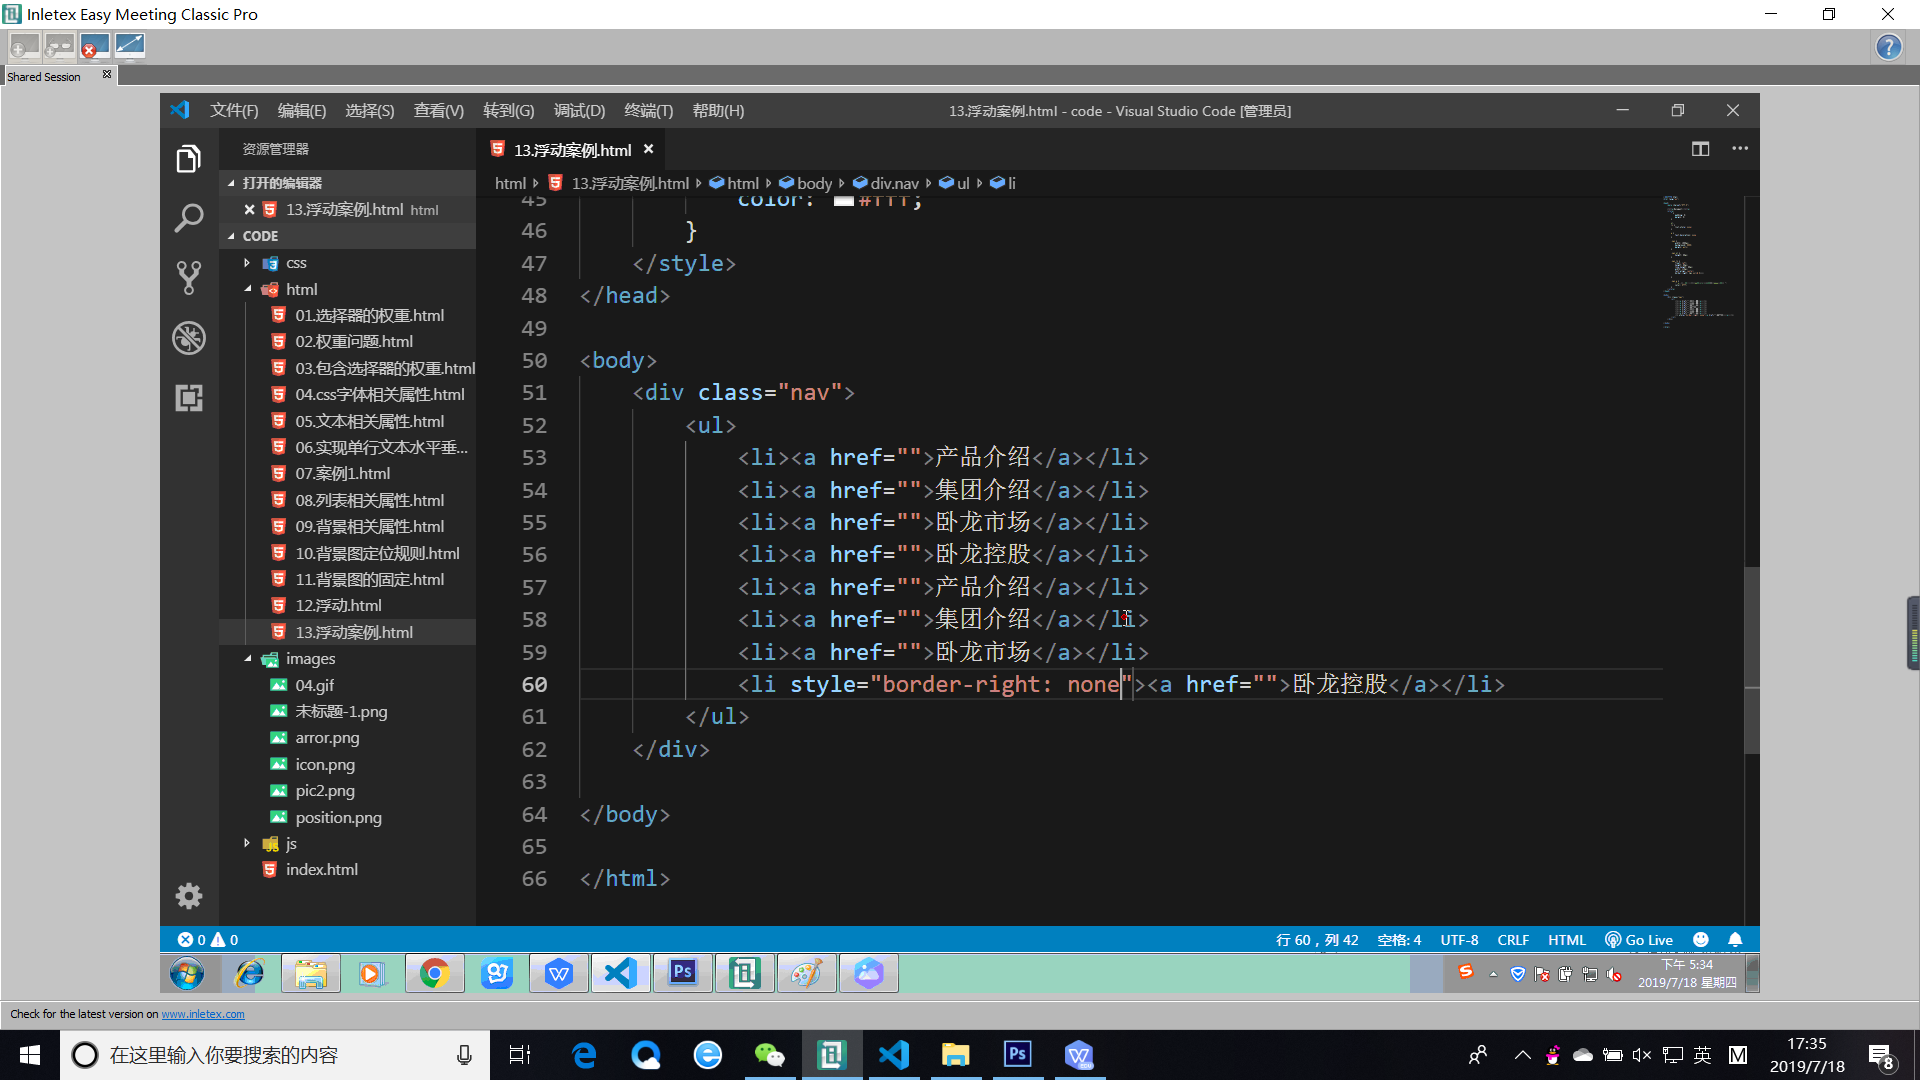 Inletex Easy Meeting Classic Pro
Shared Session
文件(F) 编辑(E) 选择(S) 查看(V) 转到(G) 调试(D) 终端(T) 帮助(H)
13.浮动案例.html - code - Visual Studio Code [管理员]
资源管理器
13.浮动案例.html
打开的编辑器
html 13.浮动案例.html html body div.nav ul li
13.浮动案例.html html
CODE
css
html
01.选择器的权重.html
02.权重问题.html
03.包含选择器的权重.html
04.css字体相关属性.html
05.文本相关属性.html
06.实现单行文本水平垂...
07.案例1.html
08.列表相关属性.html
09.背景相关属性.html
10.背景图定位规则.html
11.背景图的固定.html
12.浮动.html
13.浮动案例.html
images
04.gif
未标题-1.png
arror.png
icon.png
pic2.png
position.png
js
index.html
45 color: #fff;
46 }
47 </style>
48 </head>
49
50 <body>
51 <div class="nav">
52 <ul>
53 <li><a href="">产品介绍</a></li>
54 <li><a href="">集团介绍</a></li>
55 <li><a href="">卧龙市场</a></li>
56 <li><a href="">卧龙控股</a></li>
57 <li><a href="">产品介绍</a></li>
58 <li><a href="">集团介绍</a></li>
59 <li><a href="">卧龙市场</a></li>
60 <li style="border-right: none"><a href="">卧龙控股</a></li>
61 </ul>
62 </div>
63
64 </body>
65
66 </html>
0 0
行 60，列 42 空格: 4 UTF-8 CRLF HTML Go Live
下午 5:34
2019/7/18 星期四
Check for the latest version on www.inletex.com
在这里输入你要搜索的内容
英
17:35
2019/7/18
8